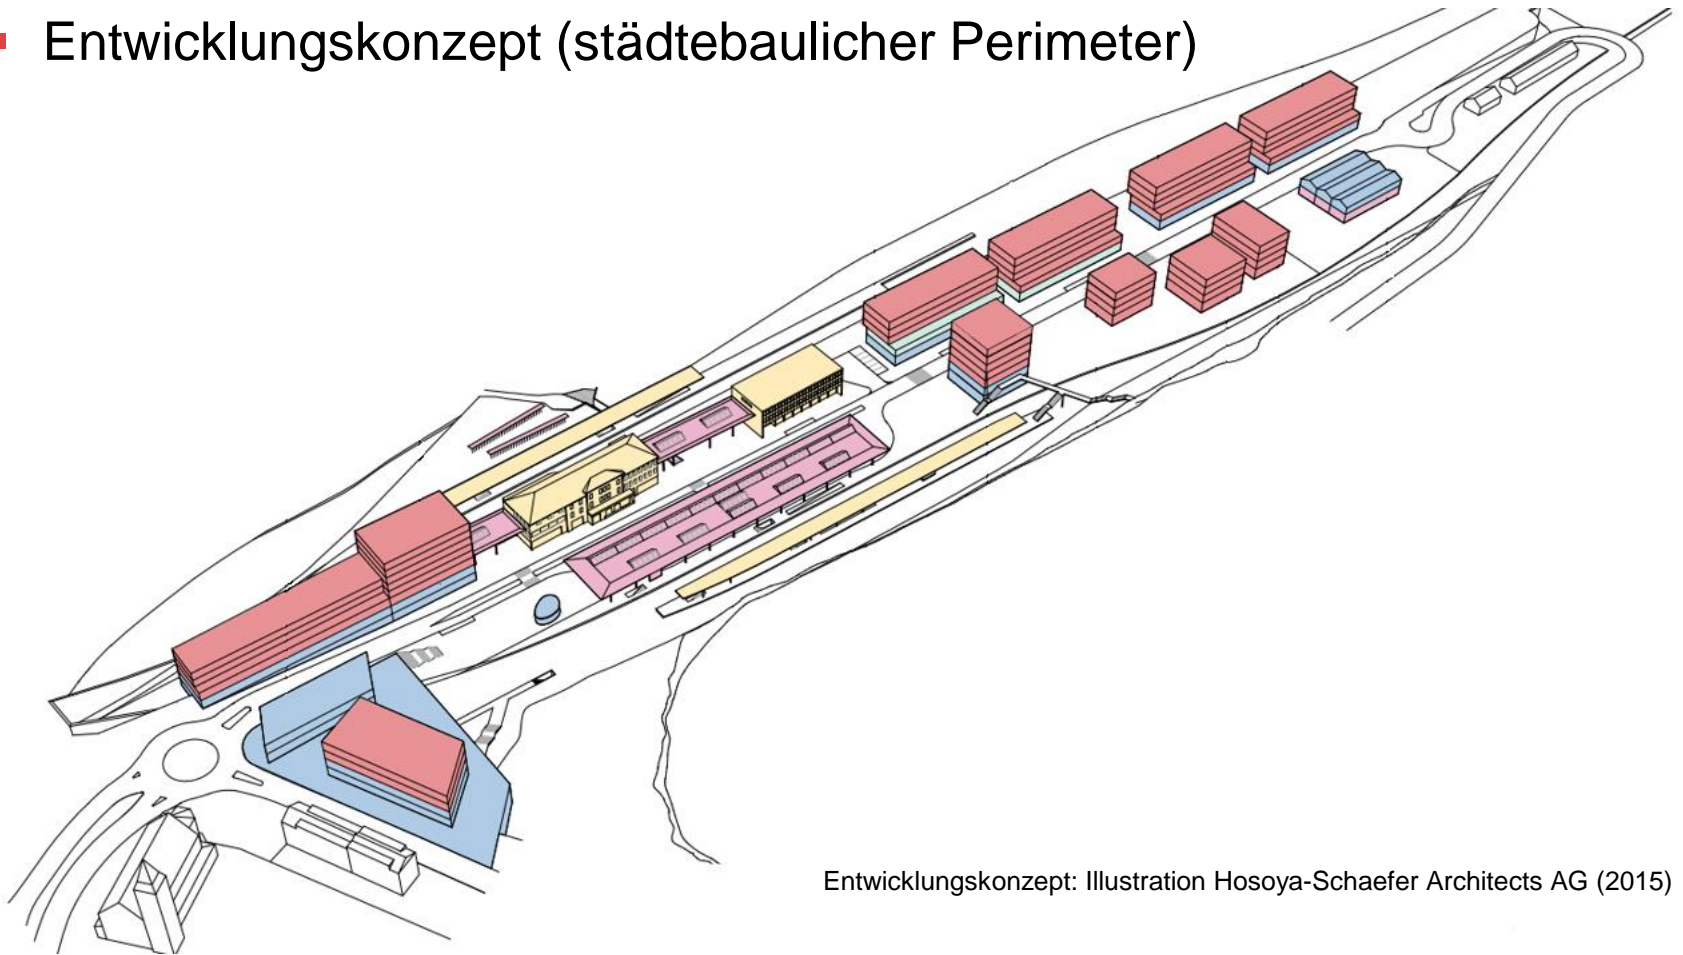 Entwicklungskonzept (städtebaulicher Perimeter)
Entwicklungskonzept: Illustration Hosoya-Schaefer Architects AG (2015)